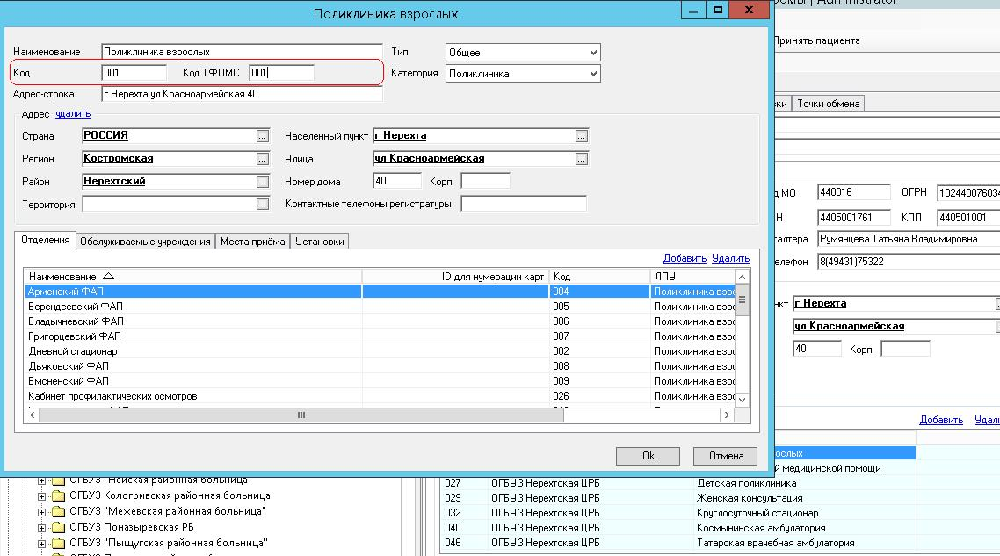 Administrator
Поликлиника взрослых
Принять пациента
Наименование Поликлиника взрослых Тип Общее
Код 001 Код ТФОМС 001 Категория Поликлиника
Адрес-строка г Нерехта ул Красноармейская 40
Точки обмена
Адрес удалить
Страна РОССИЯ ... Населенный пункт г Нерехта ...
Регион Костромская ... Улица ул Красноармейская ...
Район Нерехтский ... Номер дома 40 Корп.
Территория ... Контактные телефоны регистратуры
МО 440016 ОГРН 102440076034
4405001761 КПП 440501001
Румянцева Татьяна Владимировна
8(49431)75322
г Нерехта
ул Красноармейская
40 Корп.
Отделения Обслуживаемые учреждения Места приёма Установки
Добавить Удалить
Наименование ID для нумерации карт Код ЛПУ
Арменский ФАП 004 Поликлиника взро
Берендеевский ФАП 005 Поликлиника взро
Владычневский ФАП 006 Поликлиника взро
Григорцевский ФАП 007 Поликлиника взро
Дневной стационар 002 Поликлиника взро
Дьяковский ФАП 008 Поликлиника взро
Емсненский ФАП 009 Поликлиника взро
Кабинет профилактических осмотров 026 Поликлиника взро
Добавить Удали
Ok Отмена
ослых
й медицинской помощи
ОГБУЗ "Нейская районная больница
ОГБУЗ Кологривская районная больница
ОГБУЗ "Межевская районная больница"
ОГБУЗ Поназыревская РБ
ОГБУЗ "Пыщугская районная больница"
027 ОГБУЗ Нерехтская ЦРБ Детская поликлиника
029 ОГБУЗ Нерехтская ЦРБ Женская консультация
032 ОГБУЗ Нерехтская ЦРБ Круглосуточный стационар
040 ОГБУЗ Нерехтская ЦРБ Космынинская амбулатория
046 ОГБУЗ Нерехтская ЦРБ Татарская врачебная амбулатория